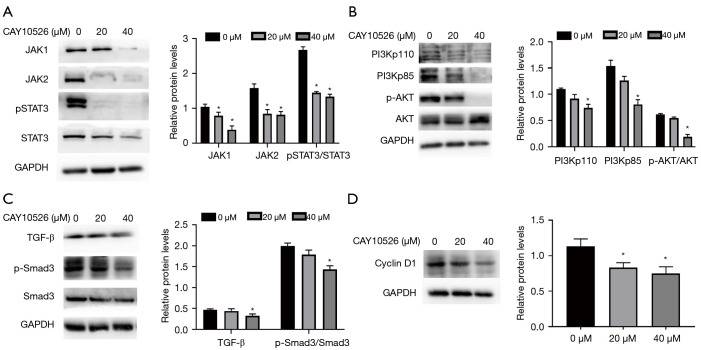 A
CAY10526 (μM) 0 20 40
JAK1
JAK2
pSTAT3
STAT3
GAPDH
0 μM 20 μM 40 μM
Relative protein levels
3
2
1
0
* * * * * *
JAK1 JAK2 pSTAT3/STAT3
B
CAY10526 (μM) 0 20 40
PI3Kp110
PI3Kp85
p-AKT
AKT
GAPDH
0 μM 20 μM 40 μM
Relative protein levels
2.0
1.5
1.0
0.5
0.0
* * *
PI3Kp110 PI3Kp85 p-AKT/AKT
C
CAY10526 (μM) 0 20 40
TGF-β
p-Smad3
Smad3
GAPDH
0 μM 20 μM 40 μM
Relative protein levels
2.5
2.0
1.5
1.0
0.5
0.0
* *
TGF-β p-Smad3/Smad3
D
CAY10526 (μM) 0 20 40
Cyclin D1
GAPDH
Relative protein levels
1.5
1.0
0.5
0.0
* *
0 μM 20 μM 40 μM